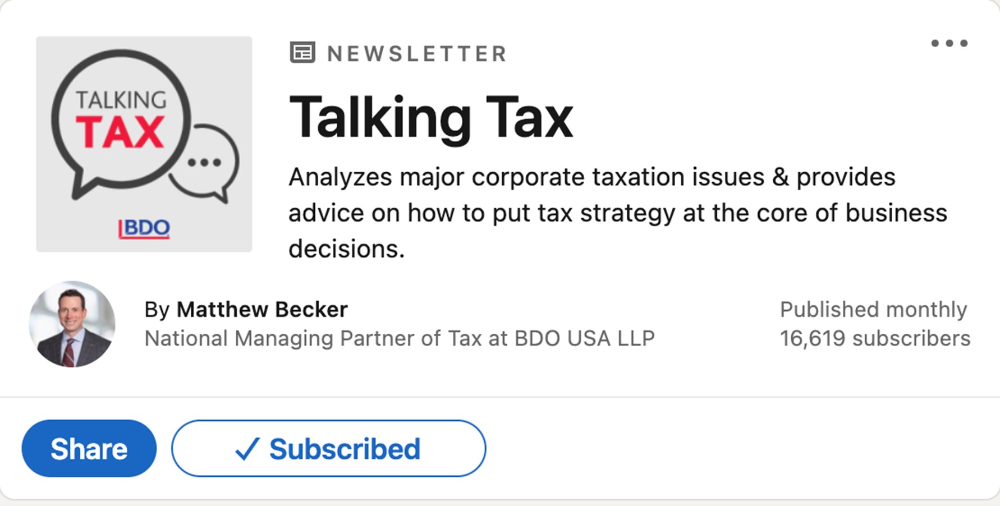 TALKING
TAX
BDO
NEWSLETTER
Talking Tax
Analyzes major corporate taxation issues & provides
advice on how to put tax strategy at the core of business
decisions.
By Matthew Becker
National Managing Partner of Tax at BDO USA LLP
Published monthly
16,619 subscribers
Share
✓ Subscribed